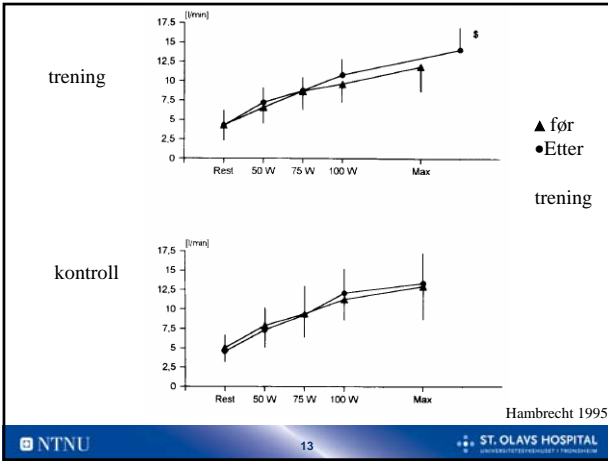 [l/min]
17,5
15
12,5
10
7,5
5
2,5
0
$
Rest 50 W 75 W 100 W Max
trening
▲ før
●Etter
trening
[l/min]
17,5
15
12,5
10
7,5
5
2,5
0
Rest 50 W 75 W 100 W Max
kontroll
Hambrecht 1995
NTNU
13
ST. OLAVS HOSPITAL
UNIVERSITETSSYKEHUSET I TRONDHEIM